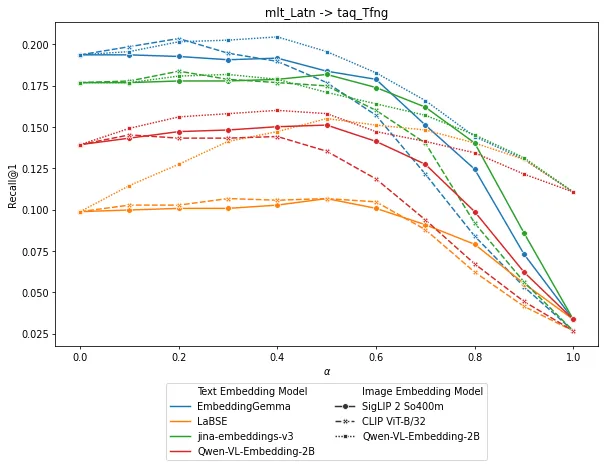 mlt_Latn -> taq_Tfng
Recall@1
0.200
0.175
0.150
0.125
0.100
0.075
0.050
0.025
0.0
0.2
0.4
0.6
0.8
1.0
α
Text Embedding Model
EmbeddingGemma
LaBSE
jina-embeddings-v3
Qwen-VL-Embedding-2B
Image Embedding Model
SigLIP 2 So400m
CLIP ViT-B/32
Qwen-VL-Embedding-2B